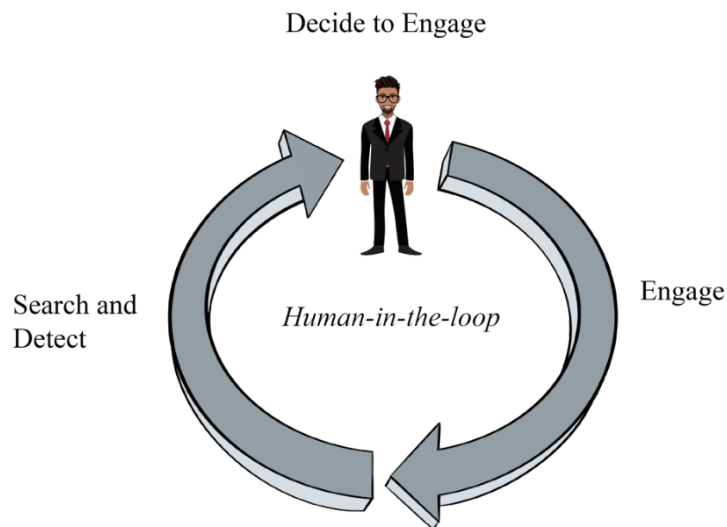 Decide to Engage
Search and
Detect
Human-in-the-loop
Engage